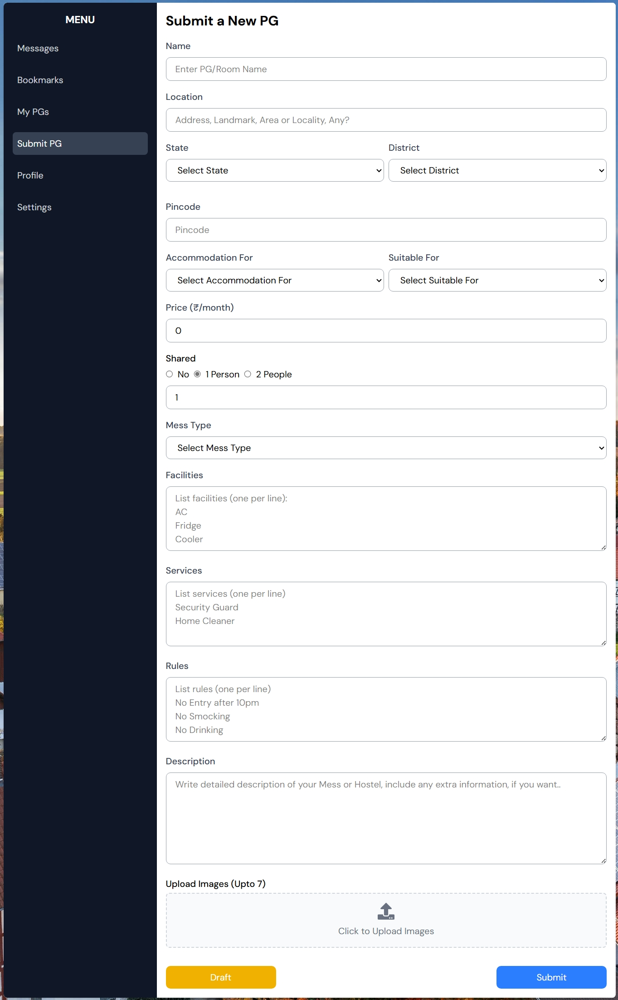 MENU
Messages
Bookmarks
My PGs
Submit PG
Profile
Settings
Submit a New PG
Name
Enter PG/Room Name
Location
Address, Landmark, Area or Locality, Any?
State
District
Select State
Select District
Pincode
Pincode
Accommodation For
Suitable For
Select Accommodation For
Select Suitable For
Price (₹/month)
0
Shared
No 1 Person 2 People
1
Mess Type
Select Mess Type
Facilities
List facilities (one per line):
AC
Fridge
Cooler
Services
List services (one per line)
Security Guard
Home Cleaner
Rules
List rules (one per line)
No Entry after 10pm
No Smocking
No Drinking
Description
Write detailed description of your Mess or Hostel, include any extra information, if you want..
Upload Images (Upto 7)
Click to Upload Images
Draft
Submit